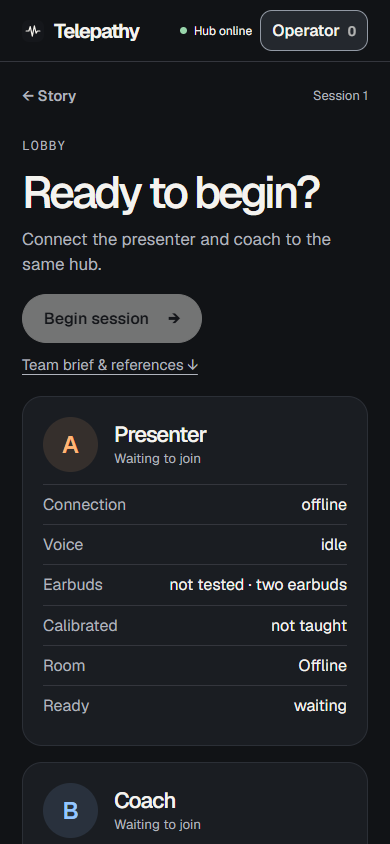 Telepathy
Hub online
Operator 0
← Story
Session 1
LOBBY
Ready to begin?
Connect the presenter and coach to the
same hub.
Begin session →
Team brief & references ↓
A
Presenter
Waiting to join
Connection offline
Voice idle
Earbuds not tested · two earbuds
Calibrated not taught
Room Offline
Ready waiting
B
Coach
Waiting to join